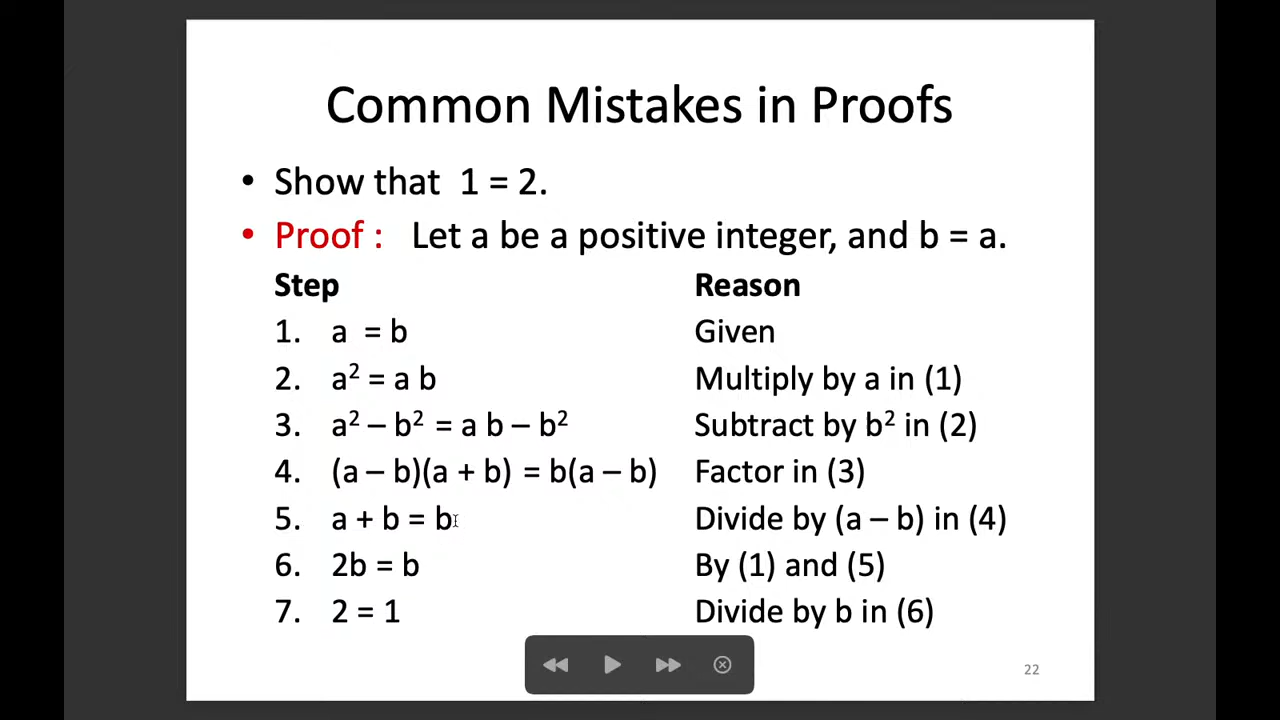 Common Mistakes in Proofs
• Show that 1 = 2.
• Proof : Let a be a positive integer, and b = a.
Step Reason
1. a = b Given
2. a² = a b Multiply by a in (1)
3. a² – b² = a b – b² Subtract by b² in (2)
4. (a – b)(a + b) = b(a – b) Factor in (3)
5. a + b = b Divide by (a – b) in (4)
6. 2b = b By (1) and (5)
7. 2 = 1 Divide by b in (6)
22